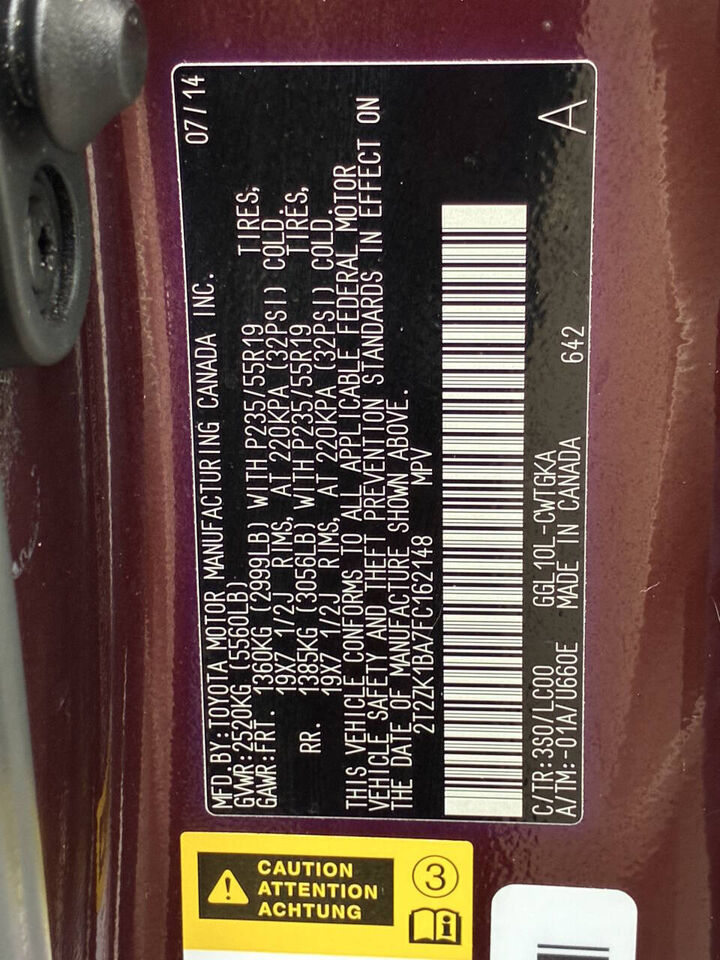 MFD.BY:TOYOTA MOTOR MANUFACTURING CANADA INC. 07/14
GVWR:2520KG (5560LB)
GAWR:FRT. 1360KG (2999LB) WITH P235/55R19 TIRES,
19X7 1/2J RIMS, AT 220KPA (32PSI) COLD.
RR. 1385KG (3056LB) WITH P235/55R19 TIRES,
19X7 1/2J RIMS, AT 220KPA (32PSI) COLD.
THIS VEHICLE CONFORMS TO ALL APPLICABLE FEDERAL MOTOR
VEHICLE SAFETY AND THEFT PREVENTION STANDARDS IN EFFECT ON
THE DATE OF MANUFACTURE SHOWN ABOVE.
2T2ZK1BA7FC162148 MPV
C/TR:3S0/LC00 GGL10L-CWTGKA 642 A
A/TM:-01A/U660E MADE IN CANADA
CAUTION
ATTENTION
ACHTUNG
3